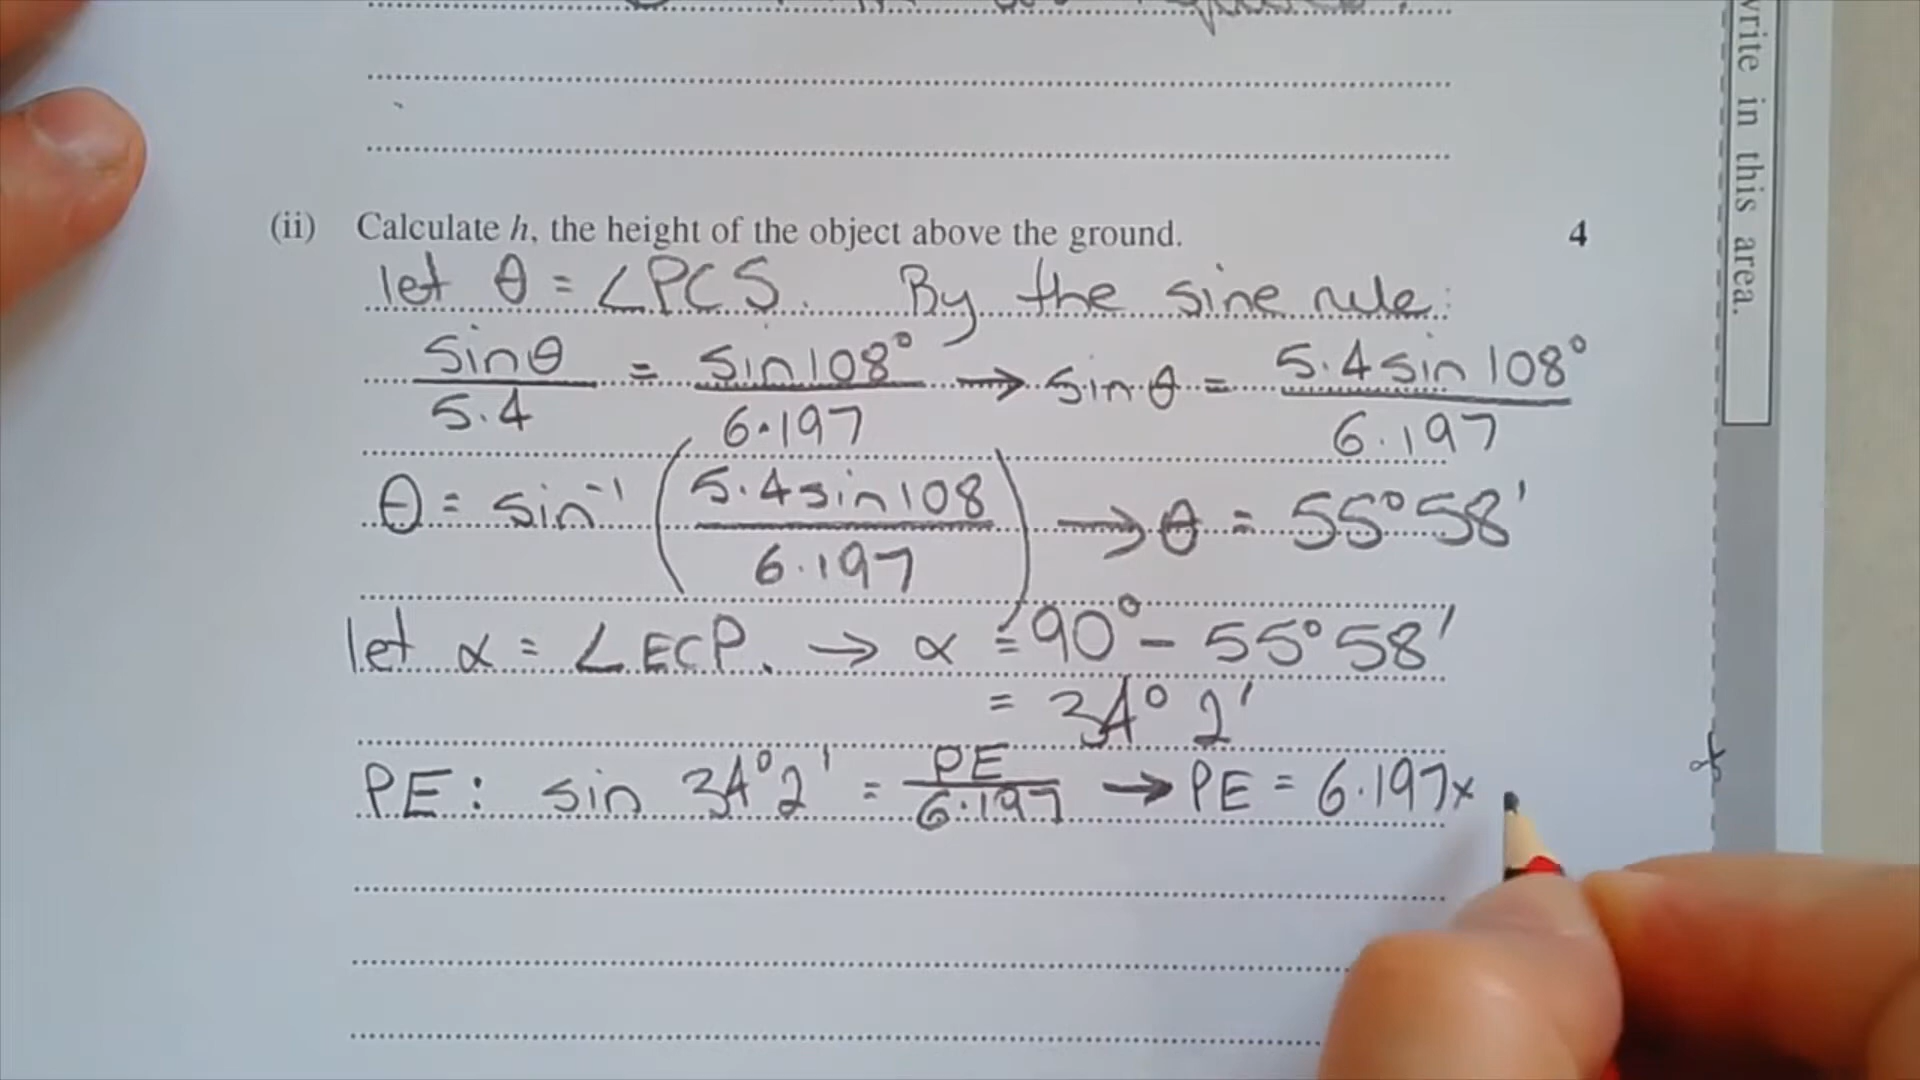 (ii) Calculate h, the height of the object above the ground. 4
let θ = ∠PCS. By the sine rule:
sinθ/5.4 = sin108°/6.197 → sinθ = 5.4sin108°/6.197
θ = sin⁻¹(5.4sin108/6.197) → θ = 55°58'
let α = ∠ECP. → α = 90° - 55°58'
= 34°2'
PE: sin 34°2' = PE/6.197 → PE = 6.197×
write in this area.